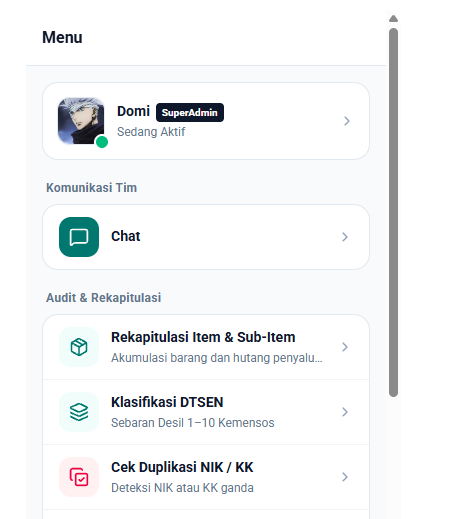 Menu
Domi SuperAdmin
Sedang Aktif
Komunikasi Tim
Chat
Audit & Rekapitulasi
Rekapitulasi Item & Sub-Item
Akumulasi barang dan hutang penyalu...
Klasifikasi DTSEN
Sebaran Desil 1–10 Kemensos
Cek Duplikasi NIK / KK
Deteksi NIK atau KK ganda